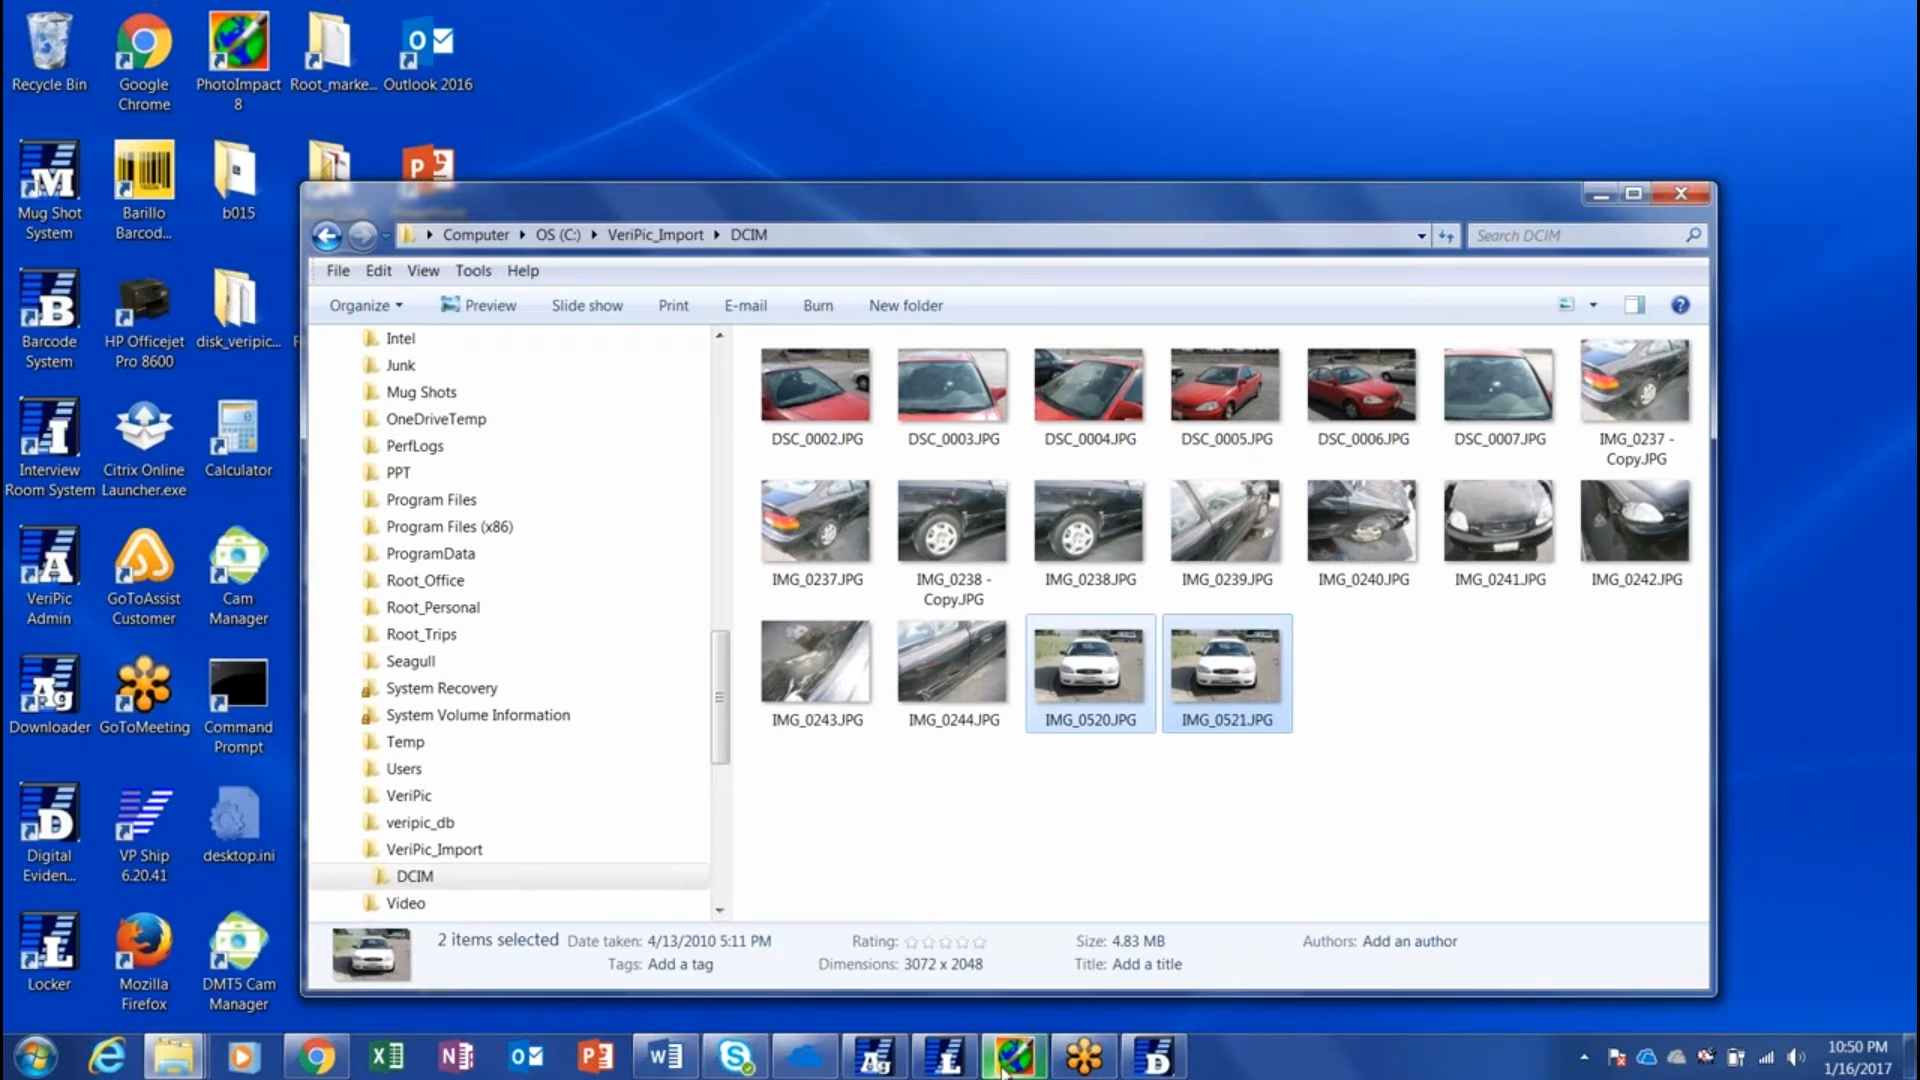 Recycle Bin
Google
Chrome
PhotoImpact
8
Root_marke...
Outlook 2016
Mug Shot
System
Barillo
Barcod...
b015
Barcode
System
HP Officejet
Pro 8600
disk_veripic...
Interview
Room System
Citrix Online
Launcher.exe
Calculator
VeriPic
Admin
GoToAssist
Customer
Cam
Manager
Downloader
GoToMeeting
Command
Prompt
Digital
Eviden...
VP Ship
6.20.41
desktop.ini
Locker
Mozilla
Firefox
DMT5 Cam
Manager
Computer OS (C:) VeriPic_Import DCIM
Search DCIM
File Edit View Tools Help
Organize Preview Slide show Print E-mail Burn New folder
Intel
Junk
Mug Shots
OneDriveTemp
PerfLogs
PPT
Program Files
Program Files (x86)
ProgramData
Root_Office
Root_Personal
Root_Trips
Seagull
System Recovery
System Volume Information
Temp
Users
VeriPic
veripic_db
VeriPic_Import
DCIM
Video
DSC_0002.JPG
DSC_0003.JPG
DSC_0004.JPG
DSC_0005.JPG
DSC_0006.JPG
DSC_0007.JPG
IMG_0237 -
Copy.JPG
IMG_0237.JPG
IMG_0238 -
Copy.JPG
IMG_0238.JPG
IMG_0239.JPG
IMG_0240.JPG
IMG_0241.JPG
IMG_0242.JPG
IMG_0243.JPG
IMG_0244.JPG
IMG_0520.JPG
IMG_0521.JPG
2 items selected Date taken: 4/13/2010 5:11 PM Rating: Size: 4.83 MB Authors: Add an author
Tags: Add a tag Dimensions: 3072 x 2048 Title: Add a title
10:50 PM
1/16/2017